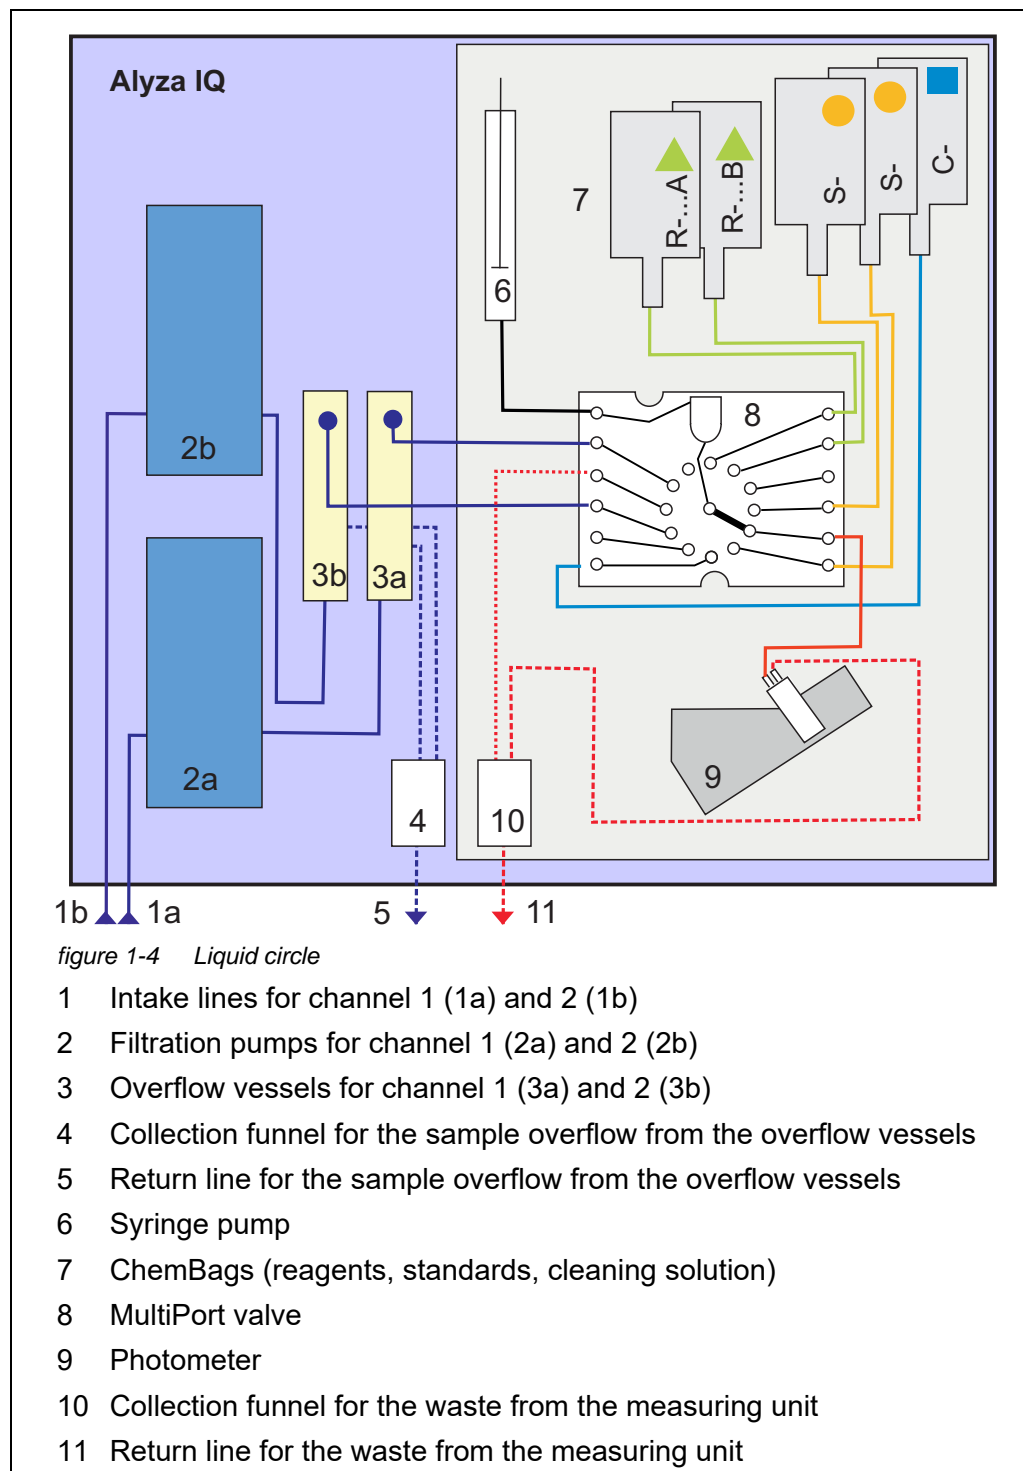 Alyza IQ
7
R-...A
R-...B
S-
S-
C-
6
2b
8
3b
3a
2a
9
4
10
1b
1a
5
11
figure 1-4 Liquid circle
1 Intake lines for channel 1 (1a) and 2 (1b)
2 Filtration pumps for channel 1 (2a) and 2 (2b)
3 Overflow vessels for channel 1 (3a) and 2 (3b)
4 Collection funnel for the sample overflow from the overflow vessels
5 Return line for the sample overflow from the overflow vessels
6 Syringe pump
7 ChemBags (reagents, standards, cleaning solution)
8 MultiPort valve
9 Photometer
10 Collection funnel for the waste from the measuring unit
11 Return line for the waste from the measuring unit